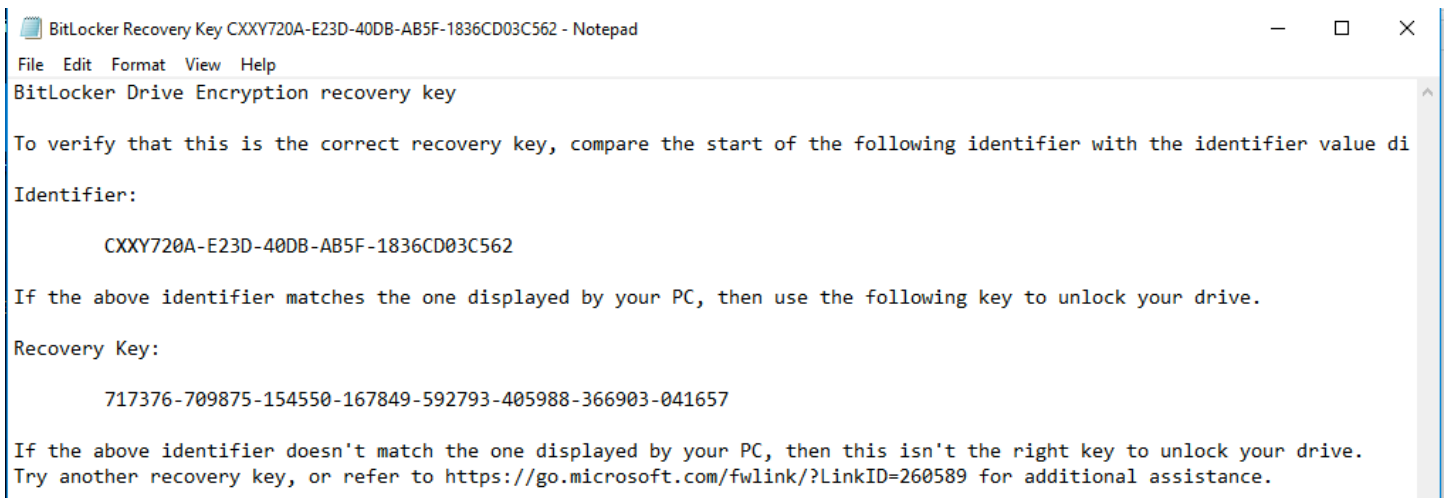 BitLocker Recovery Key CXXY720A-E23D-40DB-AB5F-1836CD03C562 - Notepad
File Edit Format View Help
BitLocker Drive Encryption recovery key
To verify that this is the correct recovery key, compare the start of the following identifier with the identifier value di
Identifier:
CXXY720A-E23D-40DB-AB5F-1836CD03C562
If the above identifier matches the one displayed by your PC, then use the following key to unlock your drive.
Recovery Key:
717376-709875-154550-167849-592793-405988-366903-041657
If the above identifier doesn't match the one displayed by your PC, then this isn't the right key to unlock your drive.
Try another recovery key, or refer to https://go.microsoft.com/fwlink/?LinkID=260589 for additional assistance.